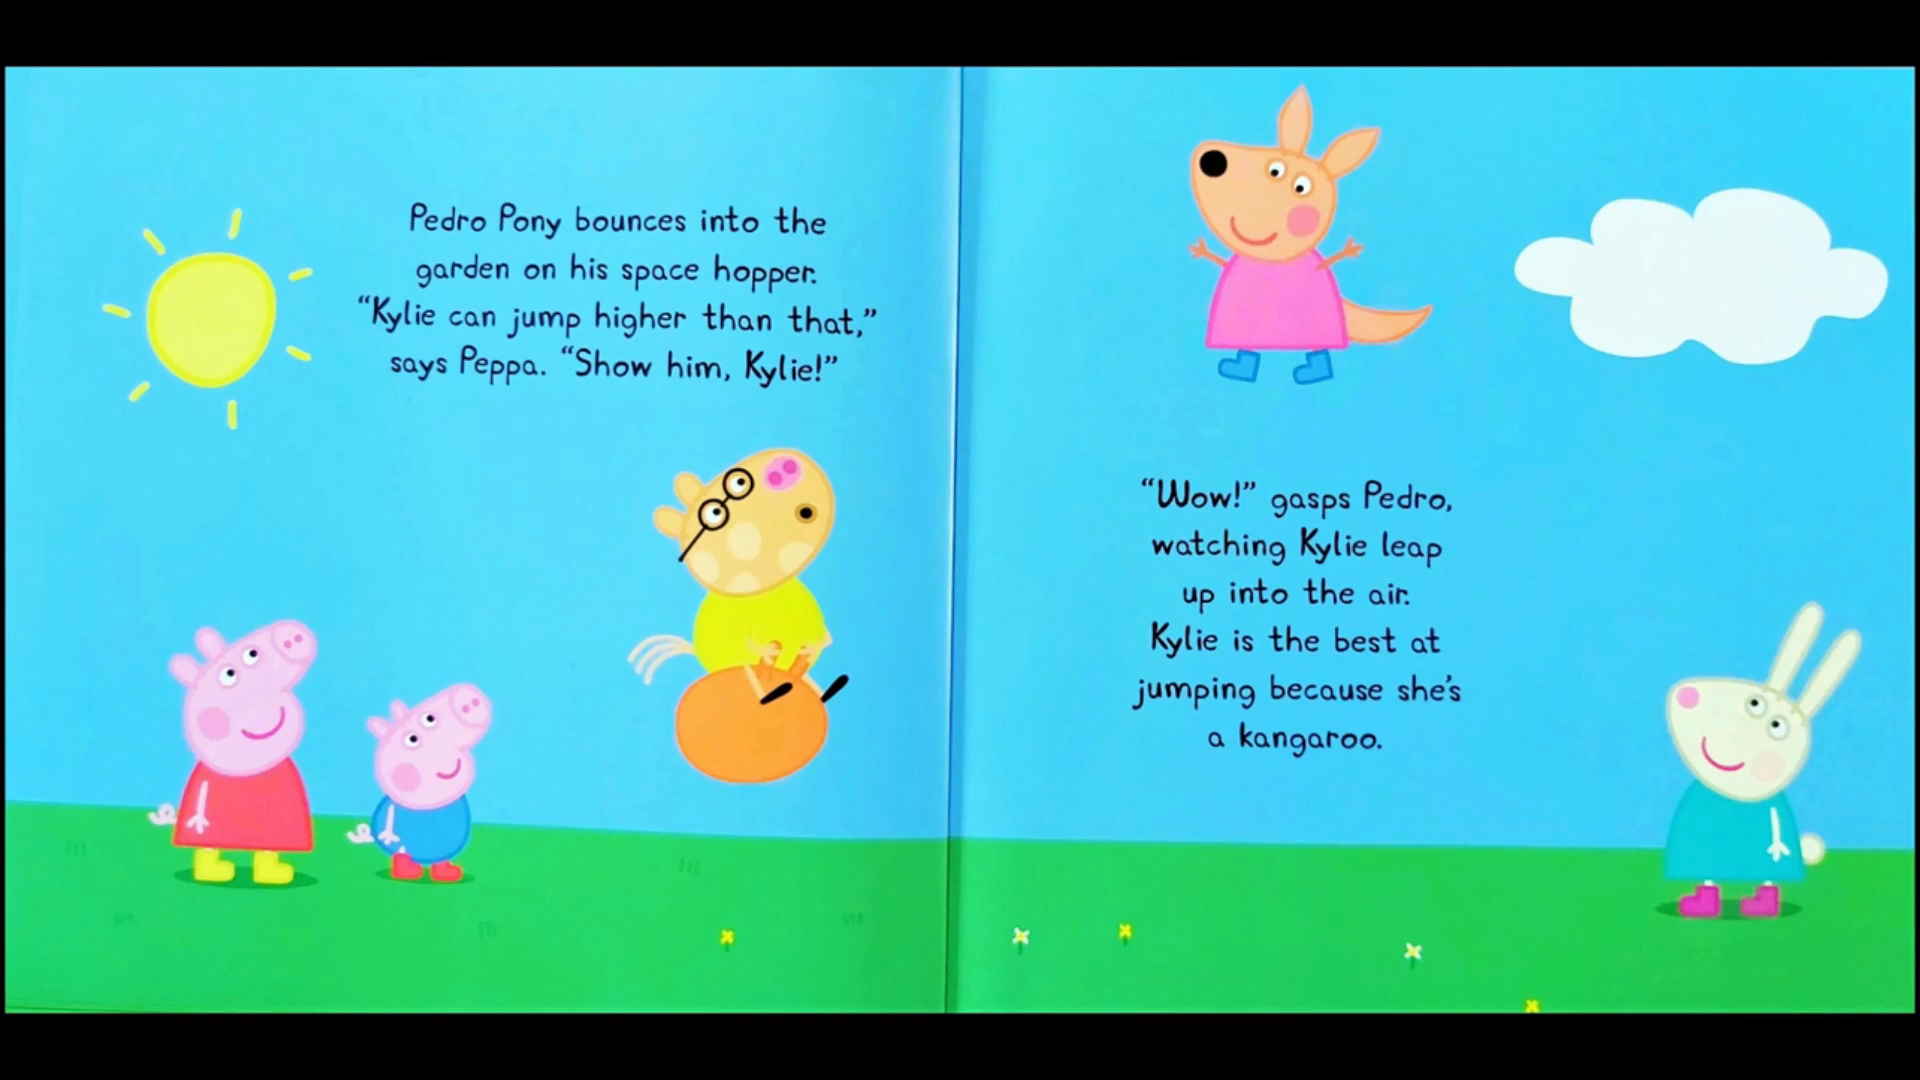 Pedro Pony bounces into the
garden on his space hopper.
“Kylie can jump higher than that,”
says Peppa. “Show him, Kylie!”
“Wow!” gasps Pedro,
watching Kylie leap
up into the air.
Kylie is the best at
jumping because she’s
a kangaroo.